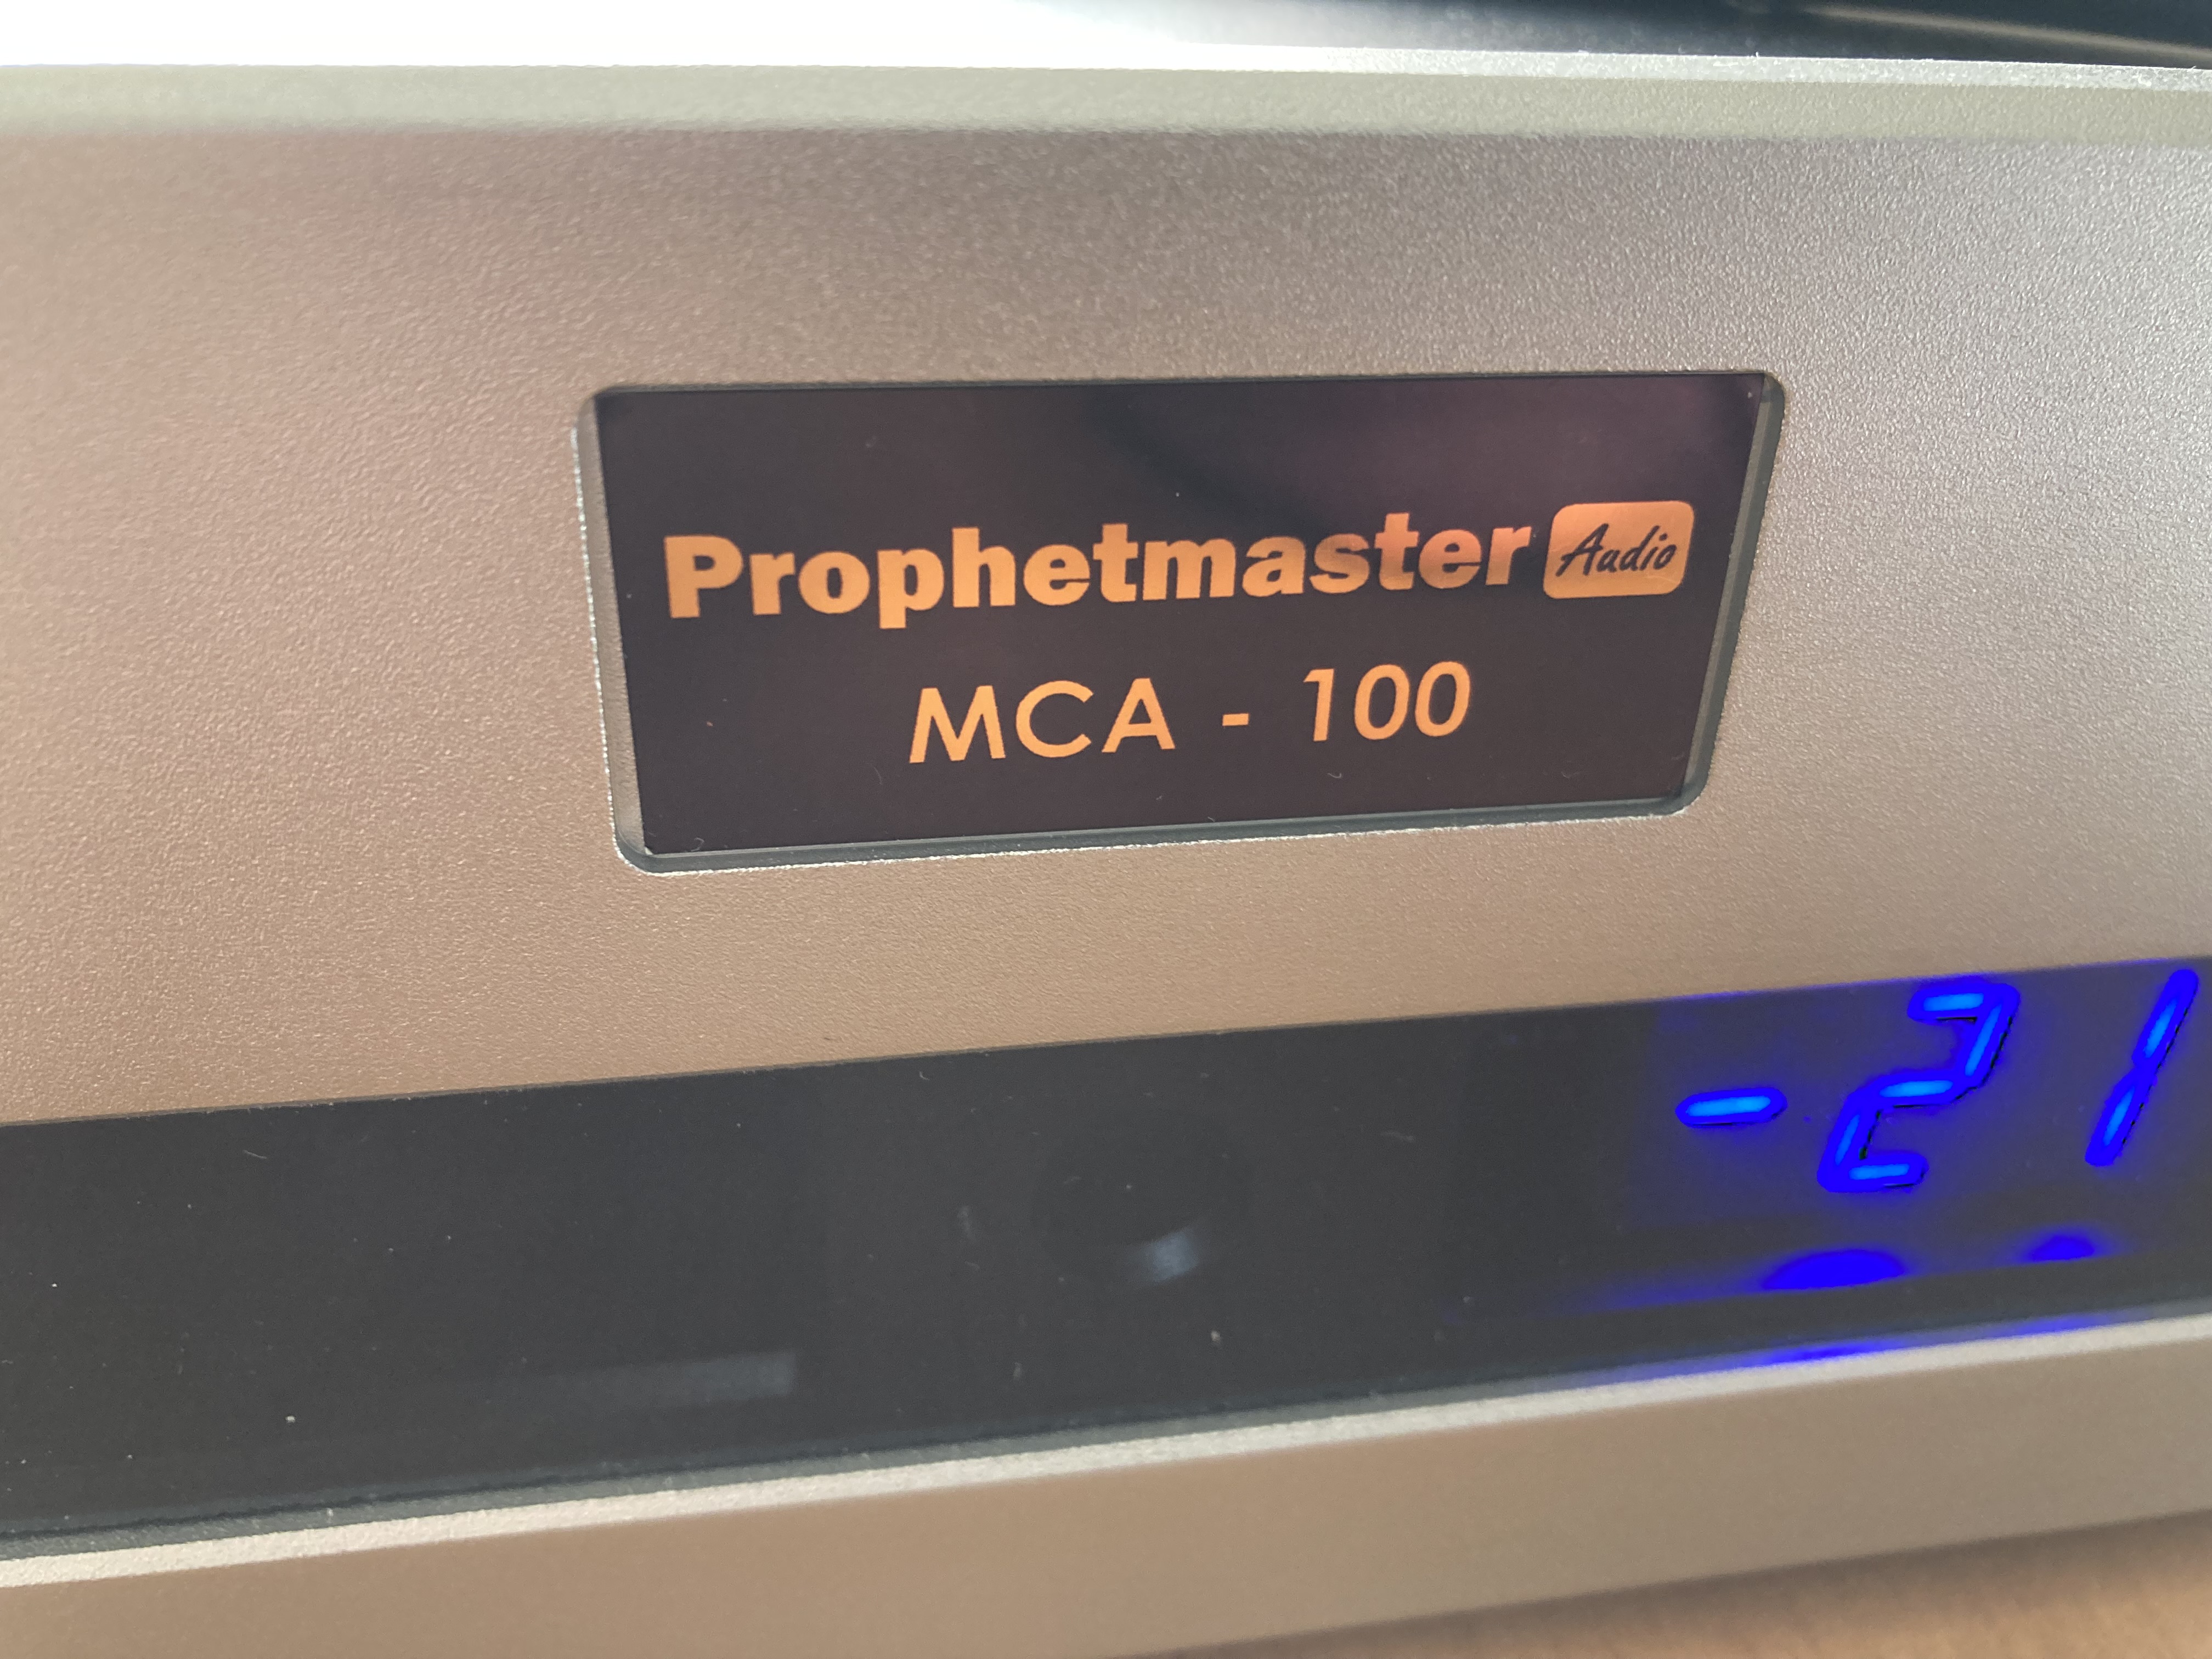 Prophetmaster Audio
MCA - 100
-21